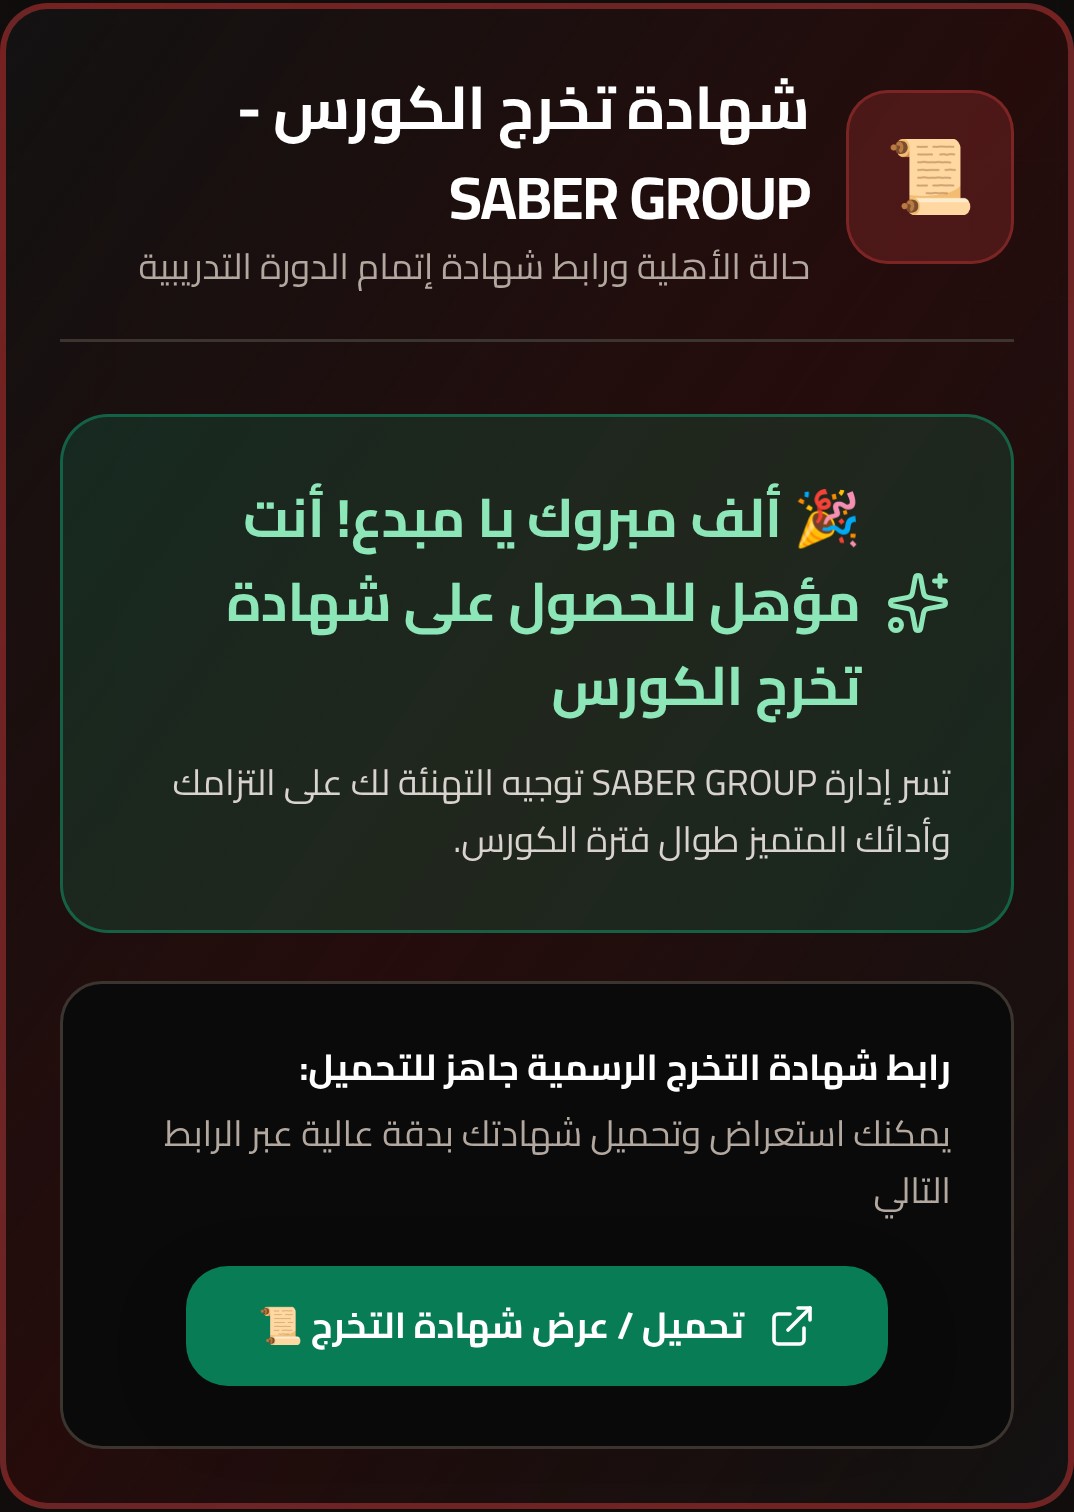 شهادة تخرج الكورس -
SABER GROUP
حالة الأهلية ورابط شهادة إتمام الدورة التدريبية
🎉 ألف مبروك يا مبدع! أنت
مؤهل للحصول على شهادة
تخرج الكورس
تسر إدارة SABER GROUP توجيه التهنئة لك على التزامك
وأدائك المتميز طوال فترة الكورس.
رابط شهادة التخرج الرسمية جاهز للتحميل:
يمكنك استعراض وتحميل شهادتك بدقة عالية عبر الرابط
التالي
تحميل / عرض شهادة التخرج 📜